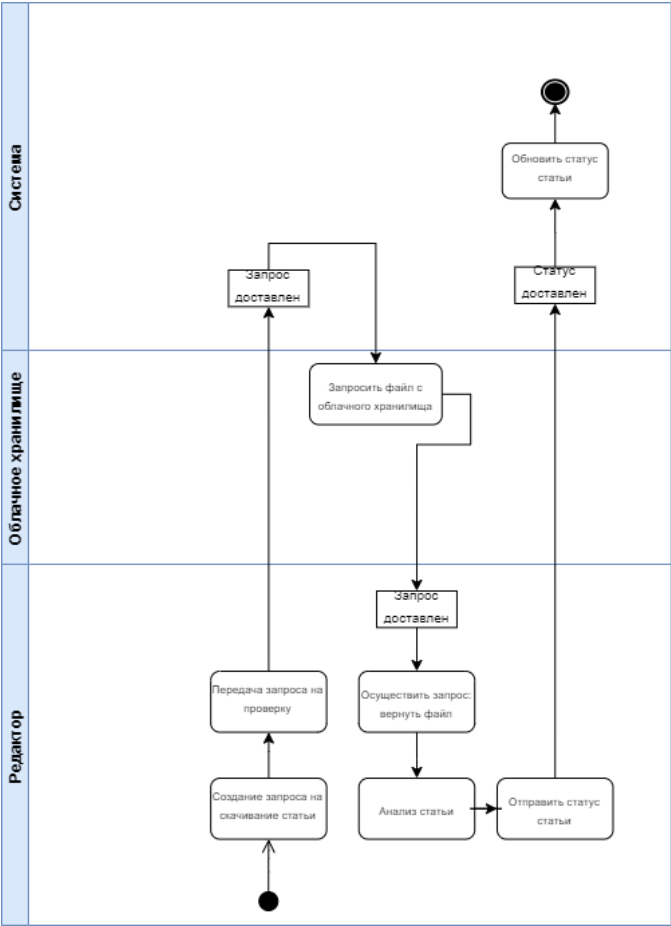 Система
Обновить статус
статьи
Запрос
доставлен
Статус
доставлен
Облачное хранилище
Запросить файл с
облачного хранилища
Редактор
Запрос
доставлен
Передача запроса на
проверку
Осуществить запрос:
вернуть файл
Создание запроса на
скачивание статьи
Анализ статьи
Отправить статус
статьи